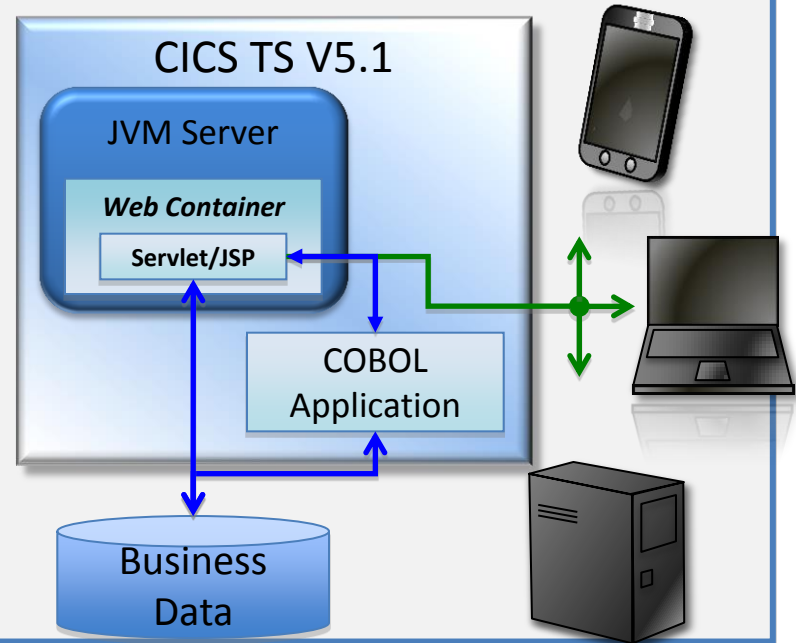 CICS TS V5.1
JVM Server
Web Container
Servlet/JSP
COBOL
Application
Business
Data